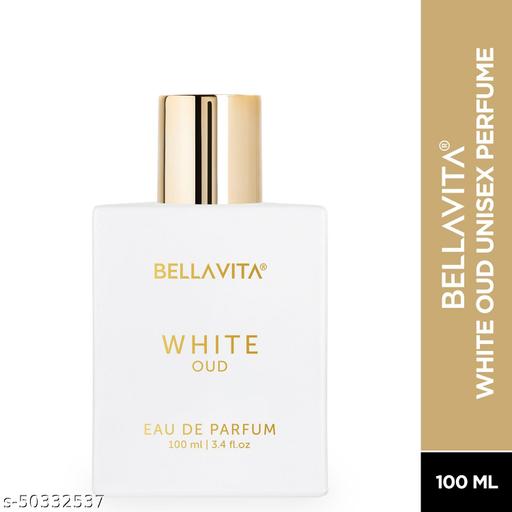 BELLAVITA®
WHITE
OUD
EAU DE PARFUM
100 ml | 3.4 fl.oz
BELLAVITA®
WHITE OUD UNISEX PERFUME
100 ML
s-50332537